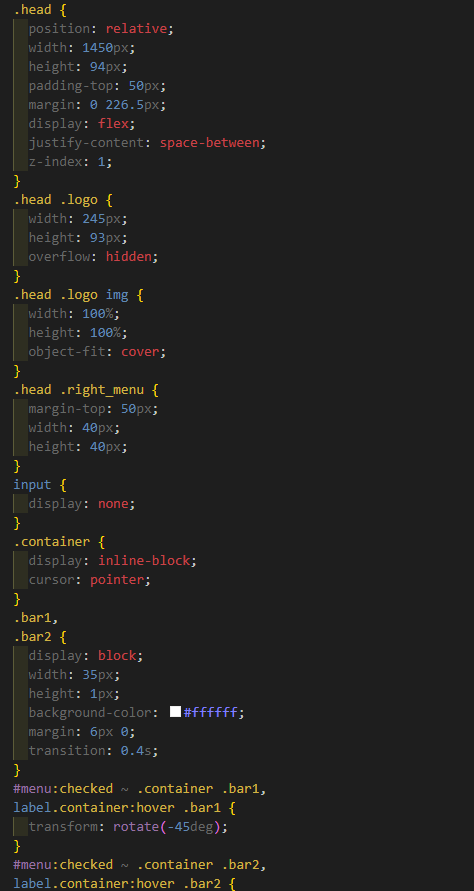 .head {
position: relative;
width: 1450px;
height: 94px;
padding-top: 50px;
margin: 0 226.5px;
display: flex;
justify-content: space-between;
z-index: 1;
}
.head .logo {
width: 245px;
height: 93px;
overflow: hidden;
}
.head .logo img {
width: 100%;
height: 100%;
object-fit: cover;
}
.head .right_menu {
margin-top: 50px;
width: 40px;
height: 40px;
}
input {
display: none;
}
.container {
display: inline-block;
cursor: pointer;
}
.bar1,
.bar2 {
display: block;
width: 35px;
height: 1px;
background-color: #ffffff;
margin: 6px 0;
transition: 0.4s;
}
#menu:checked ~ .container .bar1,
label.container:hover .bar1 {
transform: rotate(-45deg);
}
#menu:checked ~ .container .bar2,
label.container:hover .bar2 {